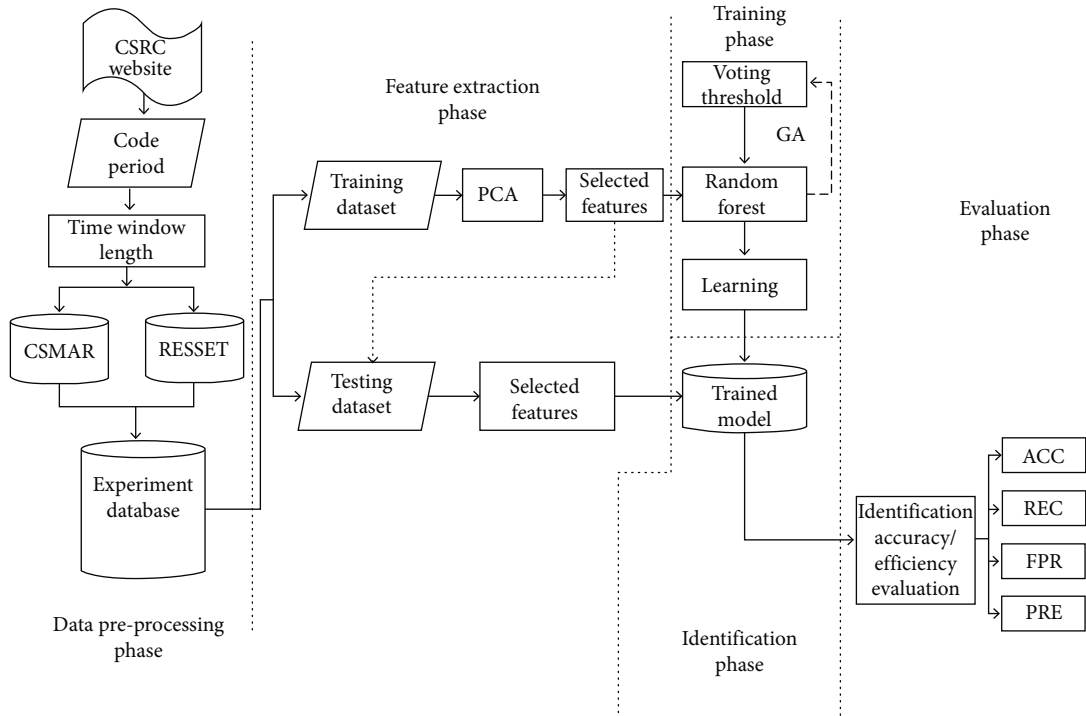 CSRC
website
Code
period
Time window
length
CSMAR
RESSET
Experiment
database
Data pre-processing
phase
Feature extraction
phase
Training
dataset
PCA
Selected
features
Testing
dataset
Selected
features
Training
phase
Voting
threshold
GA
Random
forest
Learning
Trained
model
Identification
phase
Evaluation
phase
Identification
accuracy/
efficiency
evaluation
ACC
REC
FPR
PRE